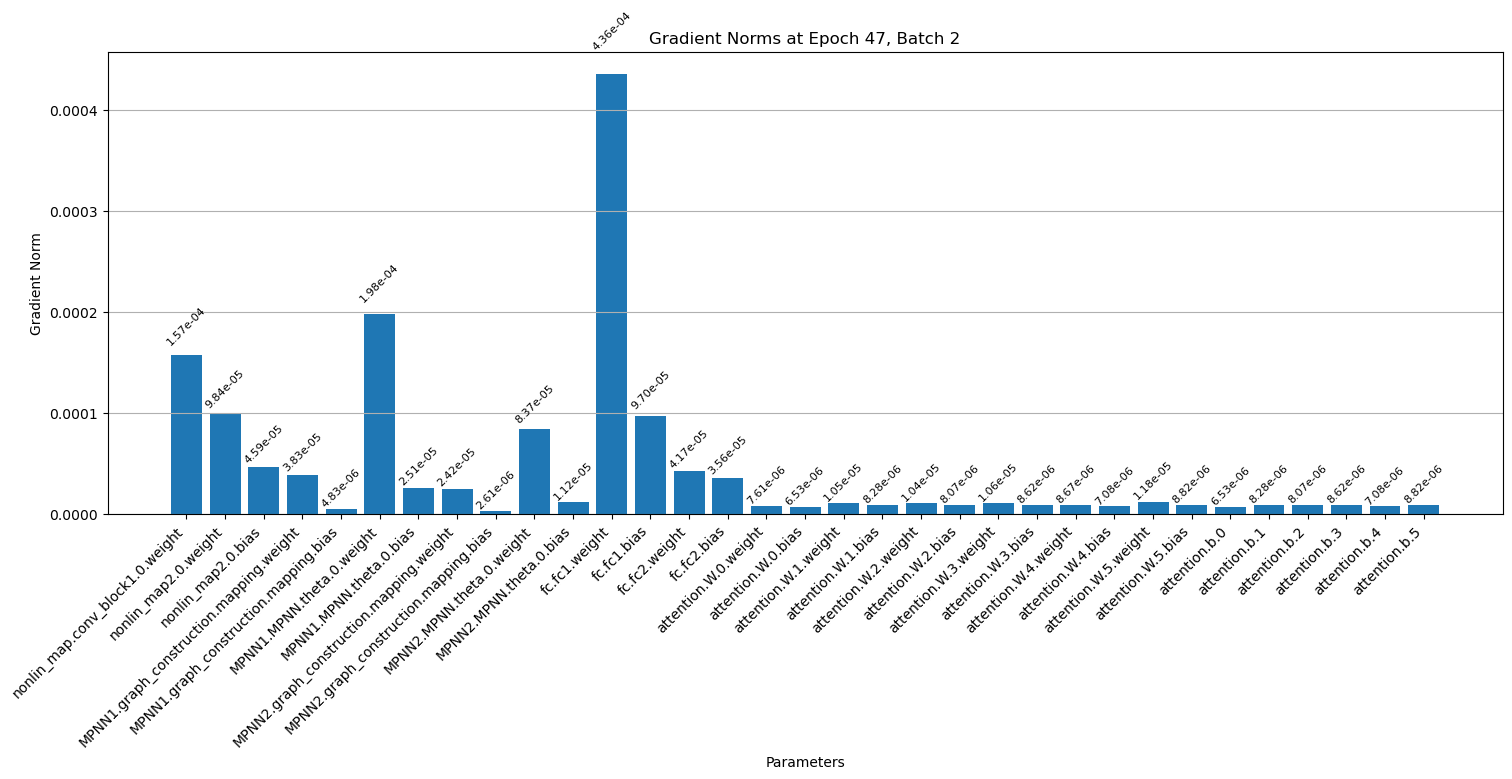 Gradient Norms at Epoch 47, Batch 2
Gradient Norm
0.0004
0.0003
0.0002
0.0001
0.0000
1.57e-04
9.84e-05
4.59e-05
3.83e-05
4.83e-06
1.98e-04
2.51e-05
2.42e-05
2.61e-06
8.37e-05
1.12e-05
4.36e-04
9.70e-05
4.17e-05
3.56e-05
7.61e-06
6.53e-06
1.05e-05
8.28e-06
1.04e-05
8.07e-06
1.06e-05
8.62e-06
8.67e-06
7.08e-06
1.18e-05
8.82e-06
6.53e-06
8.28e-06
8.07e-06
8.62e-06
7.08e-06
8.82e-06
nonlin_map.conv_block1.0.weight
nonlin_map2.0.weight
nonlin_map2.0.bias
MPNN1.graph_construction.mapping.weight
MPNN1.graph_construction.mapping.bias
MPNN1.MPNN.theta.0.weight
MPNN1.MPNN.theta.0.bias
MPNN2.graph_construction.mapping.weight
MPNN2.graph_construction.mapping.bias
MPNN2.MPNN.theta.0.weight
MPNN2.MPNN.theta.0.bias
fc.fc1.weight
fc.fc1.bias
fc.fc2.weight
fc.fc2.bias
attention.W.0.weight
attention.W.0.bias
attention.W.1.weight
attention.W.1.bias
attention.W.2.weight
attention.W.2.bias
attention.W.3.weight
attention.W.3.bias
attention.W.4.weight
attention.W.4.bias
attention.W.5.weight
attention.W.5.bias
attention.b.0
attention.b.1
attention.b.2
attention.b.3
attention.b.4
attention.b.5
Parameters